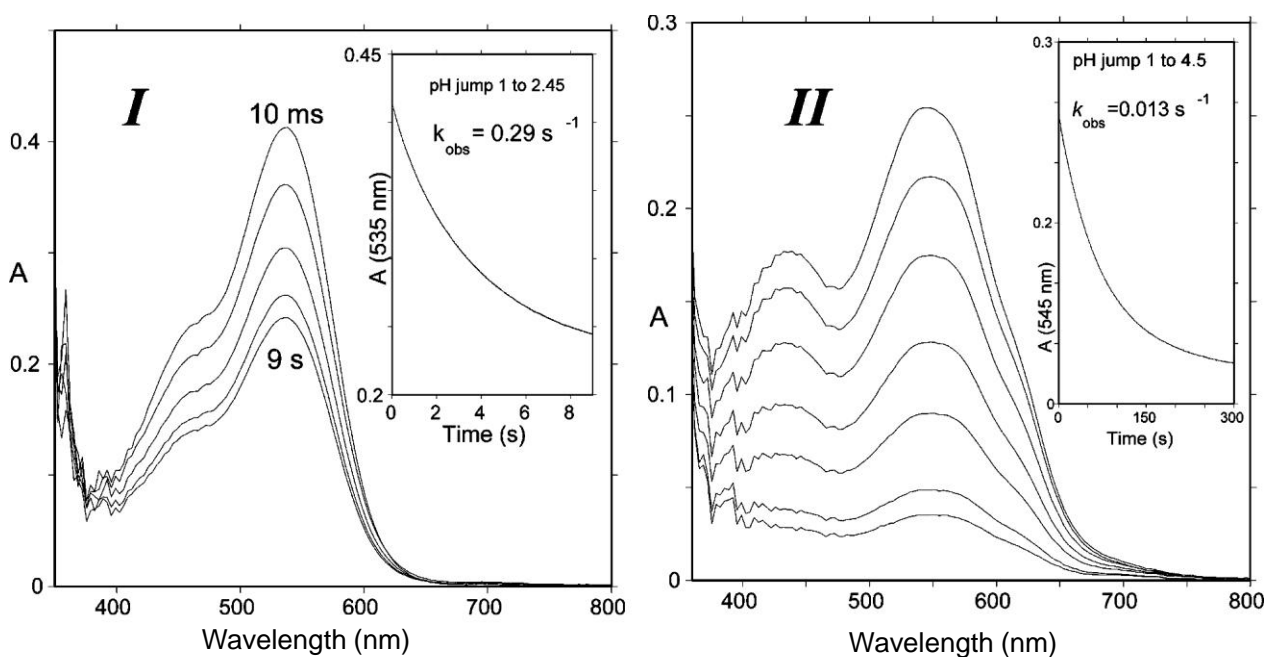 I
10 ms
9 s
0.4
0.2
0
A
400 500 600 700 800
Wavelength (nm)
0.45
0.2
A (535 nm)
pH jump 1 to 2.45
k obs = 0.29 s -1
0 2 4 6 8
Time (s)
II
0.3
0.2
0.1
0
A
400 500 600 700 800
Wavelength (nm)
0.3
0.2
0
A (545 nm)
pH jump 1 to 4.5
k obs = 0.013 s -1
0 150 300
Time (s)